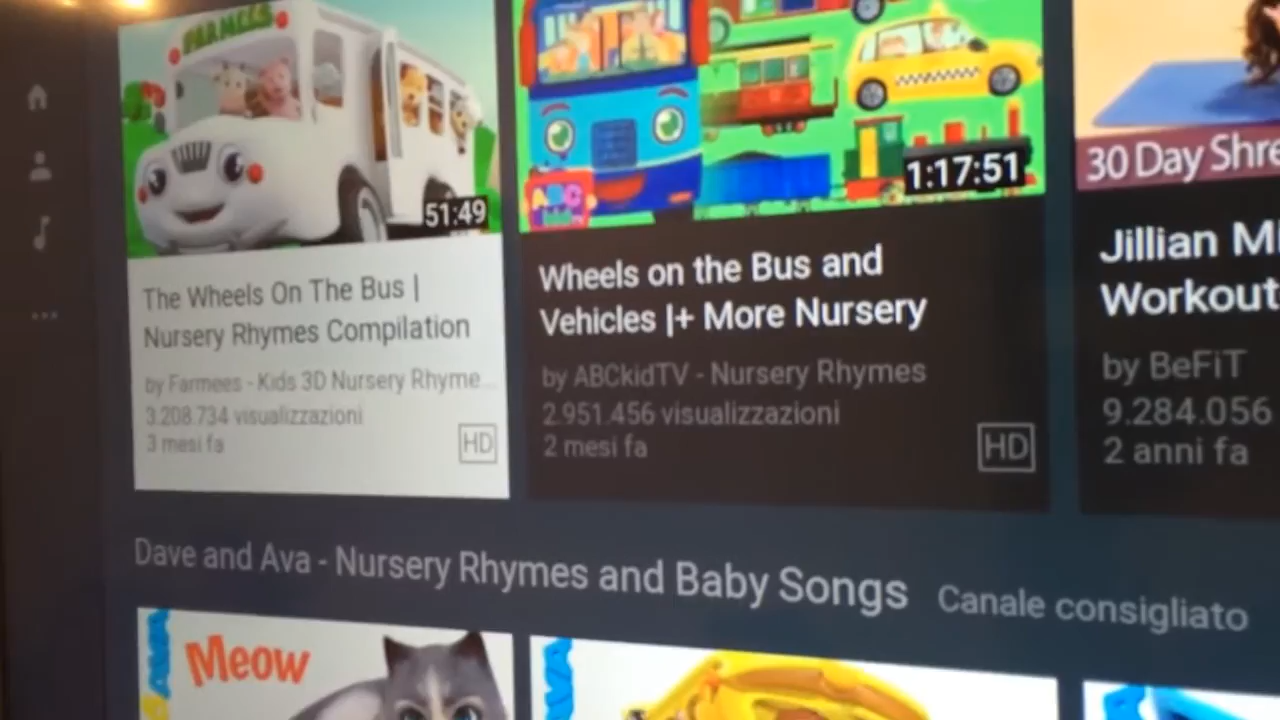 FARMEES
51:49
ABC
1:17:51
30 Day Shre
The Wheels On The Bus |
Nursery Rhymes Compilation
by Farmees - Kids 3D Nursery Rhyme...
3.208.734 visualizzazioni
3 mesi fa
HD
Wheels on the Bus and
Vehicles |+ More Nursery
by ABCkidTV - Nursery Rhymes
2.951.456 visualizzazioni
2 mesi fa
HD
Jillian Mi
Workout
by BeFiT
9.284.056
2 anni fa
Dave and Ava - Nursery Rhymes and Baby Songs Canale consigliato
Meow